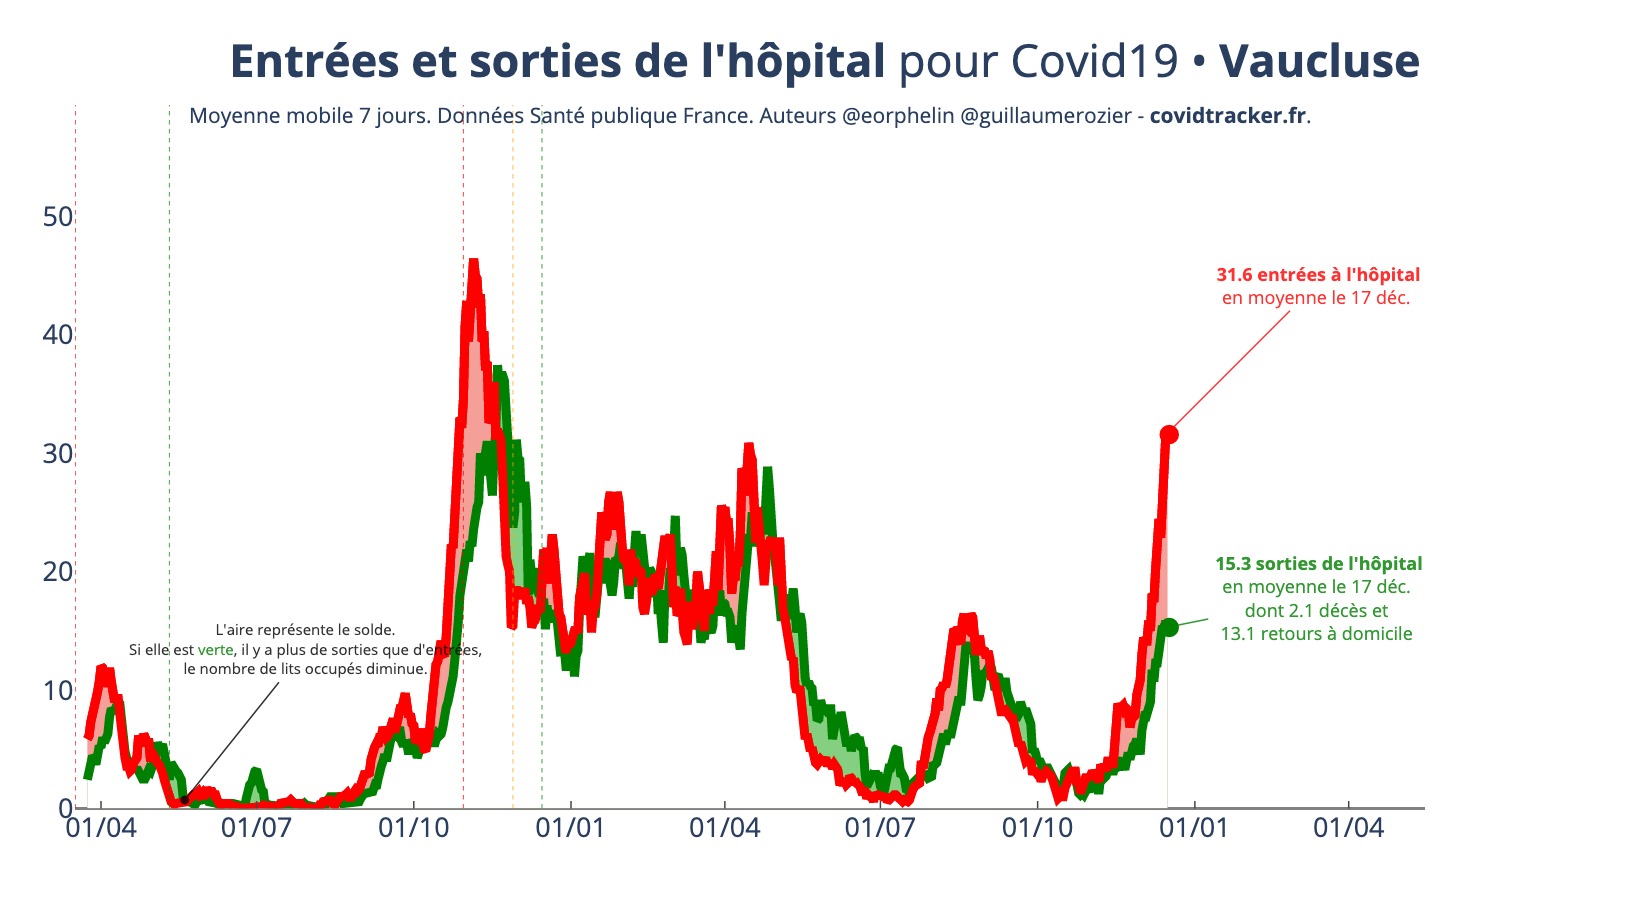 Entrées et sorties de l'hôpital pour Covid19 • Vaucluse
Moyenne mobile 7 jours. Données Santé publique France. Auteurs @eorphelin @guillaumerozier - covidtracker.fr.
50
40
30
20
10
0
31.6 entrées à l'hôpital
en moyenne le 17 déc.
15.3 sorties de l'hôpital
en moyenne le 17 déc.
dont 2.1 décès et
13.1 retours à domicile
L'aire représente le solde.
Si elle est verte, il y a plus de sorties que d'entrées,
le nombre de lits occupés diminue.
01/04 01/07 01/10 01/01 01/04 01/07 01/10 01/01 01/04